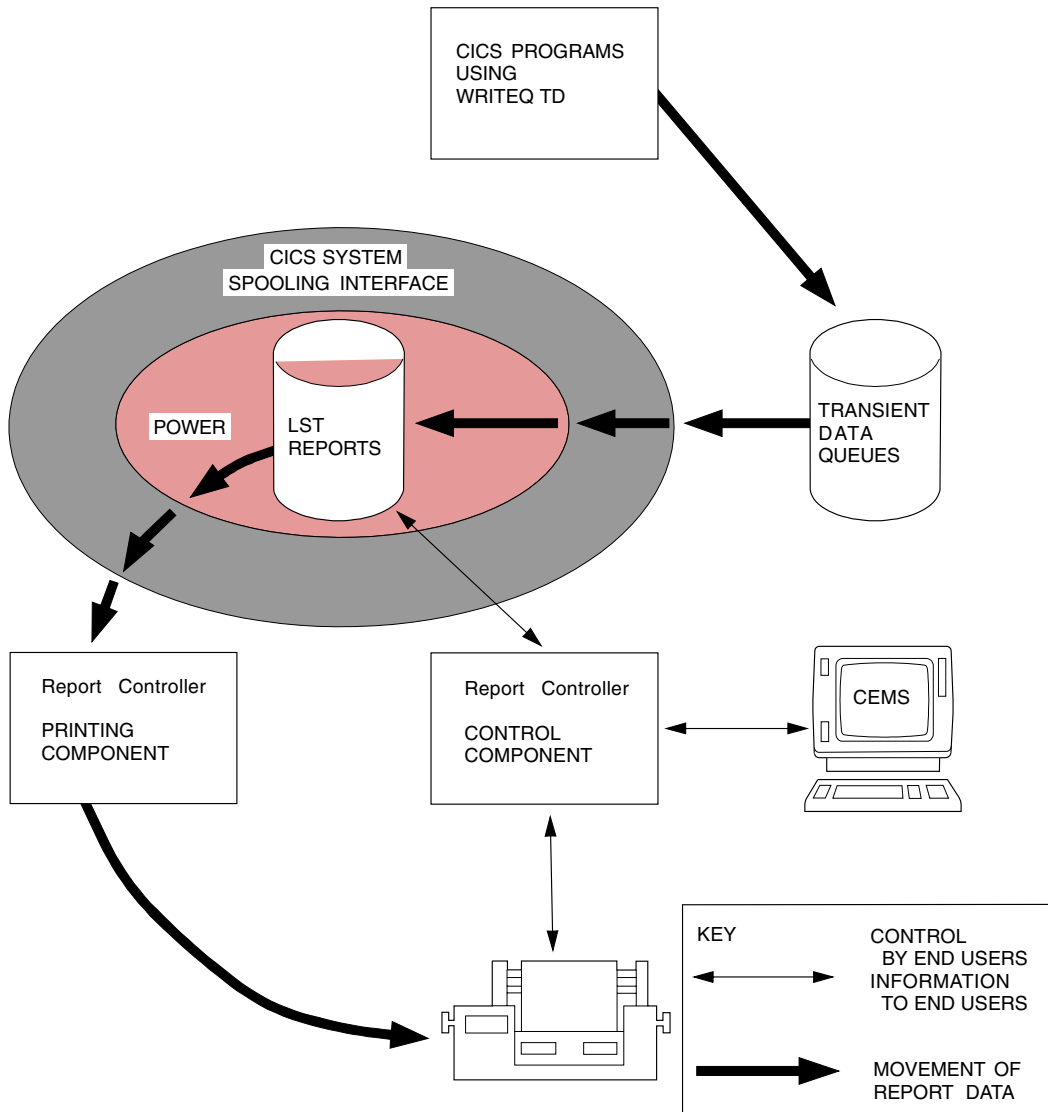 CICS PROGRAMS
USING
WRITEQ TD
CICS SYSTEM
SPOOLING INTERFACE
POWER
LST
REPORTS
TRANSIENT
DATA
QUEUES
Report Controller
PRINTING
COMPONENT
Report Controller
CONTROL
COMPONENT
CEMS
KEY
CONTROL
BY END USERS
INFORMATION
TO END USERS
MOVEMENT OF
REPORT DATA